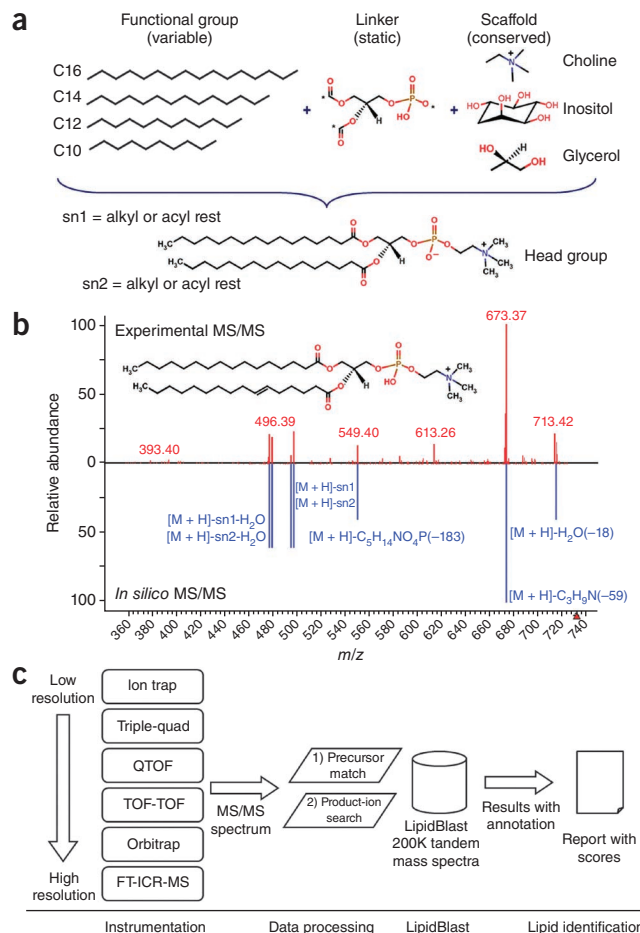 a
Functional group
(variable)
Linker
(static)
Scaffold
(conserved)
C16
C14
C12
C10
+
+
Choline
Inositol
Glycerol
sn1 = alkyl or acyl rest
sn2 = alkyl or acyl rest
Head group
b
Experimental MS/MS
Relative abundance
100
50
0
50
100
393.40
496.39
549.40
613.26
673.37
713.42
[M + H]-sn1
[M + H]-sn2
[M + H]-sn1-H₂O
[M + H]-sn2-H₂O
[M + H]-C₅H₁₄NO₄P(−183)
[M + H]-H₂O(−18)
[M + H]-C₃H₉N(−59)
In silico MS/MS
360 380 400 420 440 460 480 500 520 540 560 580 600 620 640 660 680 700 720 740
m/z
c
Low
resolution
High
resolution
Ion trap
Triple-quad
QTOF
TOF-TOF
Orbitrap
FT-ICR-MS
MS/MS
spectrum
1) Precursor
match
2) Product-ion
search
LipidBlast
200K tandem
mass spectra
Results with
annotation
Report with
scores
Instrumentation Data processing LipidBlast Lipid identification